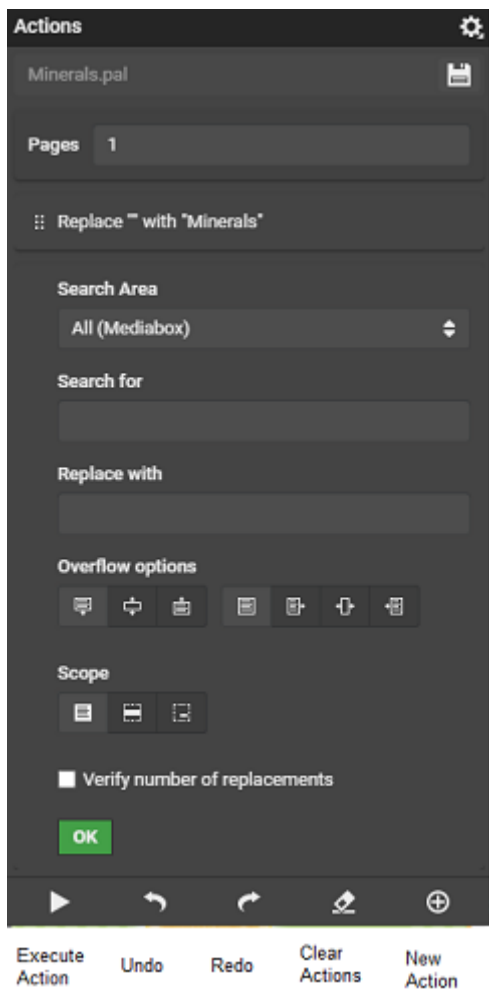 Actions
Minerals.pal
Pages 1
Replace "" with "Minerals"
Search Area
All (Mediabox)
Search for
Replace with
Overflow options
Scope
Verify number of replacements
OK
Execute Action
Undo
Redo
Clear Actions
New Action